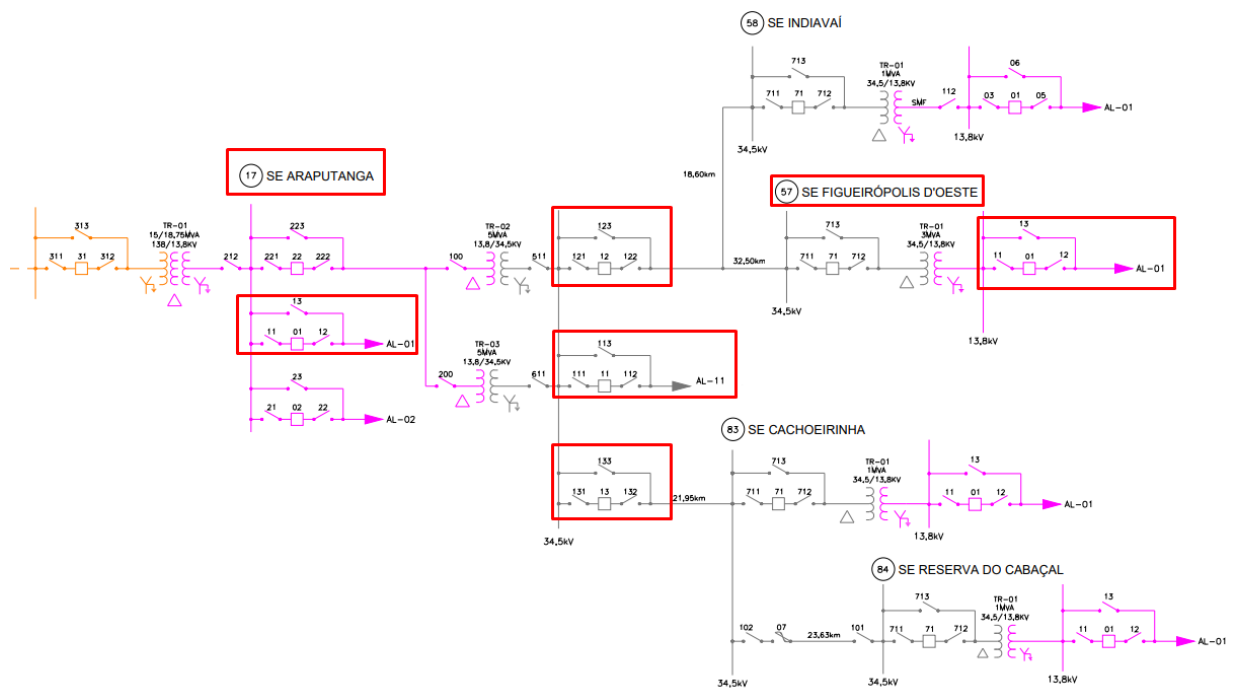 58 SE INDIAVAÍ
713
711 71 712
TR-01
1MVA
34,5/13,8KV
SMF
112
06
03 01 05
AL-01
34,5kV
13,8kV
18,60km
17 SE ARAPUTANGA
313
311 31 312
TR-01
15/18,75MVA
138/13,8KV
212
223
221 22 222
100
TR-02
5MVA
13,8/34,5KV
511
123
121 12 122
32,50km
57 SE FIGUEIRÓPOLIS D'OESTE
713
711 71 712
TR-01
3MVA
34,5/13,8KV
13
11 01 12
AL-01
34,5kV
13,8kV
13
11 01 12
AL-01
23
21 02 22
AL-02
200
TR-03
5MVA
13,8/34,5KV
611
113
111 11 112
AL-11
133
131 13 132
21,95km
34,5kV
83 SE CACHOEIRINHA
713
711 71 712
TR-01
1MVA
34,5/13,8KV
13
11 01 12
AL-01
13,8kV
84 SE RESERVA DO CABAÇAL
102 07 23,63km 101
713
711 71 712
TR-01
1MVA
34,5/13,8KV
13
11 01 12
AL-01
34,5kV
34,5kV
13,8kV